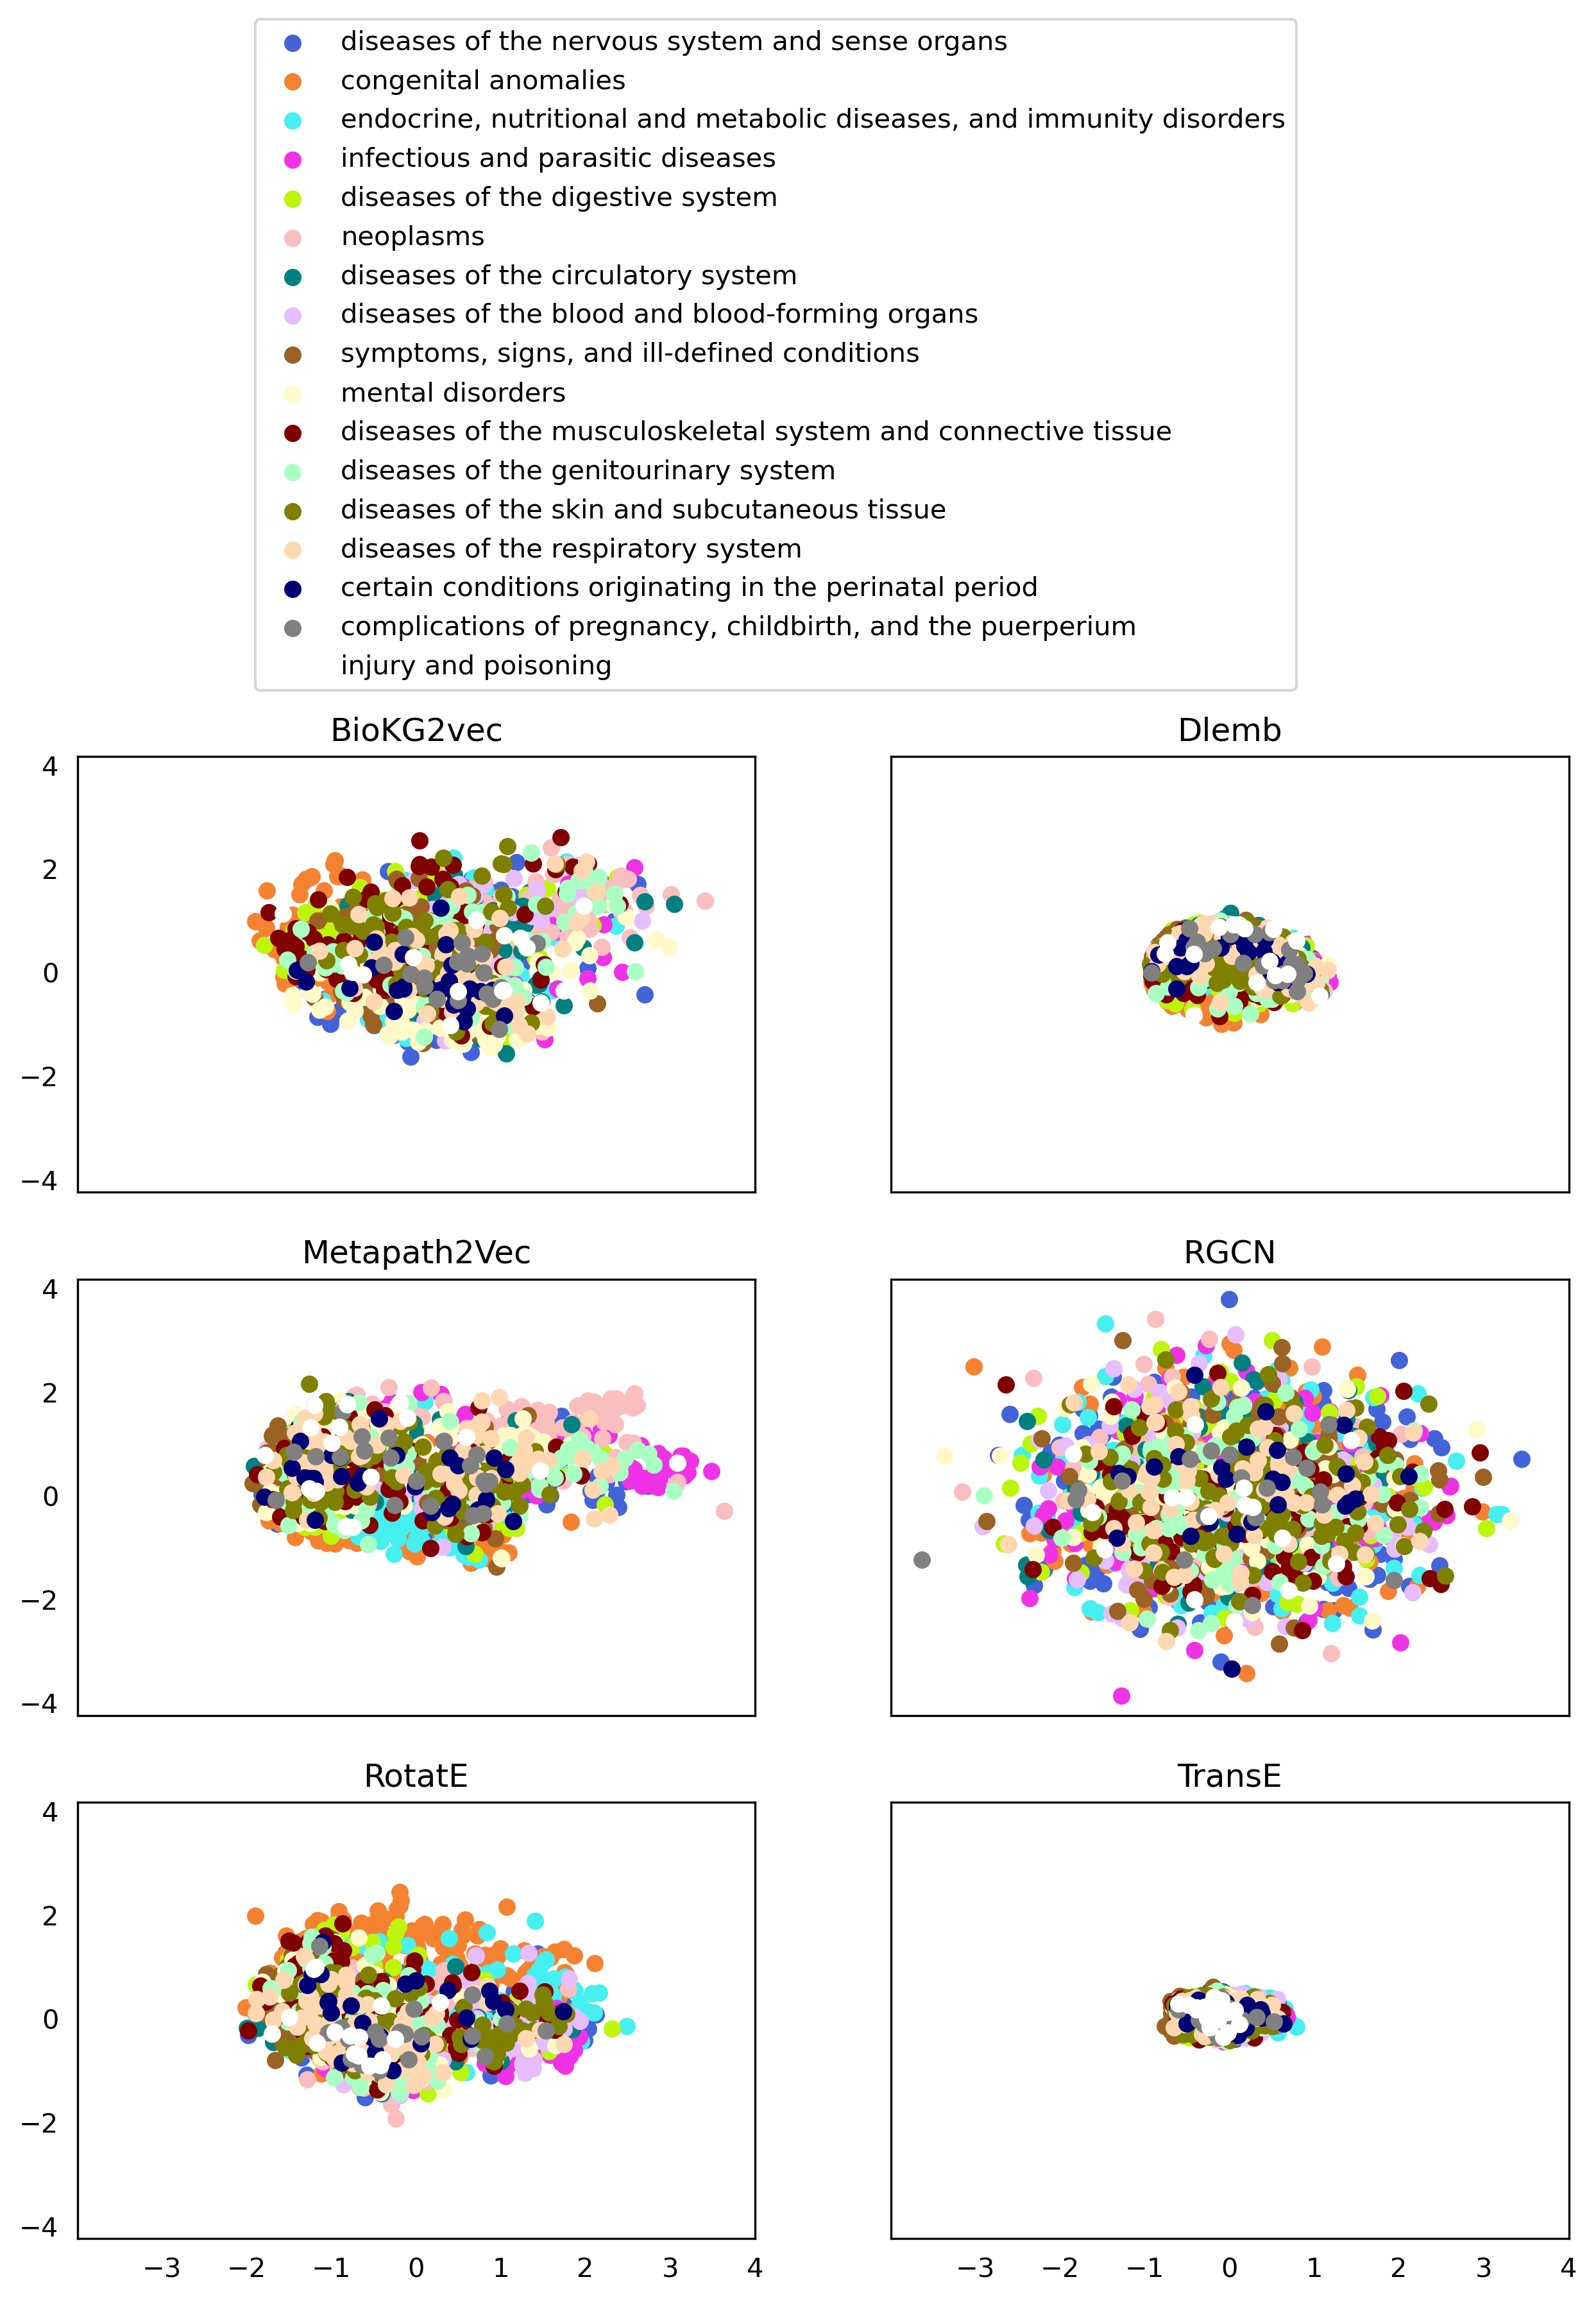 diseases of the nervous system and sense organs
congenital anomalies
endocrine, nutritional and metabolic diseases, and immunity disorders
infectious and parasitic diseases
diseases of the digestive system
neoplasms
diseases of the circulatory system
diseases of the blood and blood-forming organs
symptoms, signs, and ill-defined conditions
mental disorders
diseases of the musculoskeletal system and connective tissue
diseases of the genitourinary system
diseases of the skin and subcutaneous tissue
diseases of the respiratory system
certain conditions originating in the perinatal period
complications of pregnancy, childbirth, and the puerperium
injury and poisoning
BioKG2vec
4
2
0
−2
−4
Dlemb
Metapath2Vec
4
2
0
−2
−4
RGCN
RotatE
4
2
0
−2
−4
−3 −2 −1 0 1 2 3 4
TransE
−3 −2 −1 0 1 2 3 4